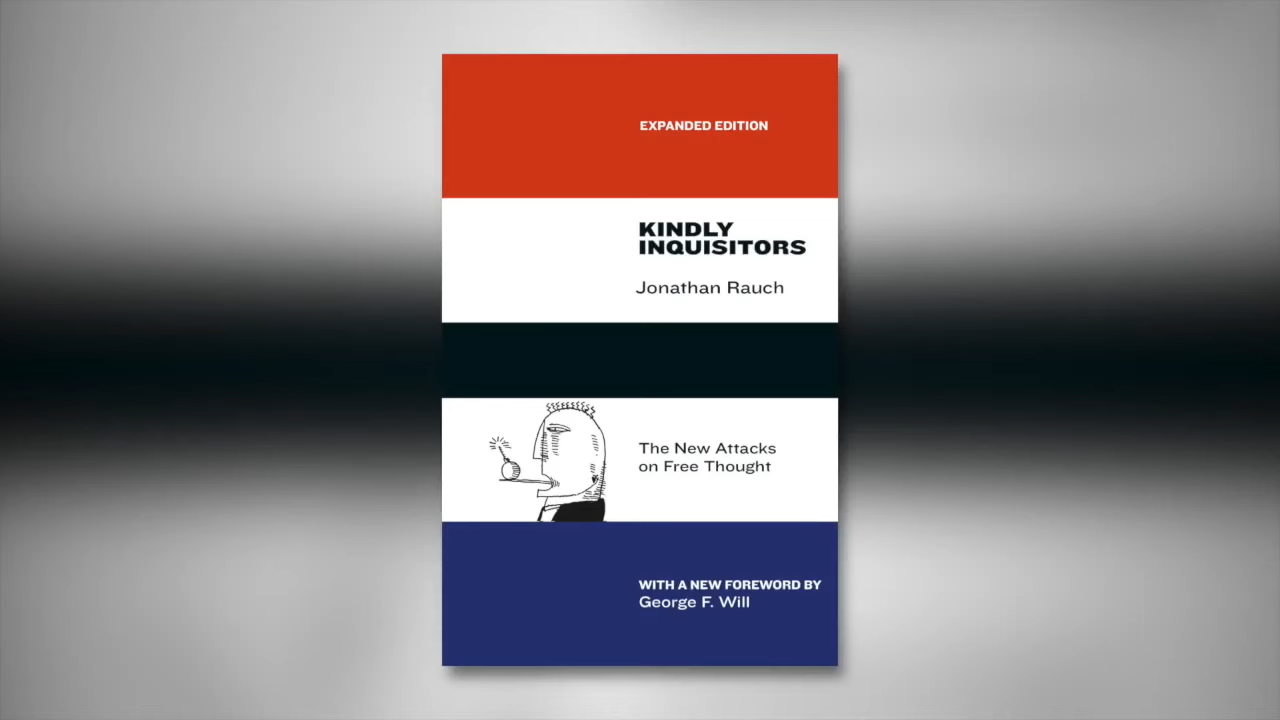 EXPANDED EDITION
KINDLY
INQUISITORS
Jonathan Rauch
The New Attacks
on Free Thought
WITH A NEW FOREWORD BY
George F. Will